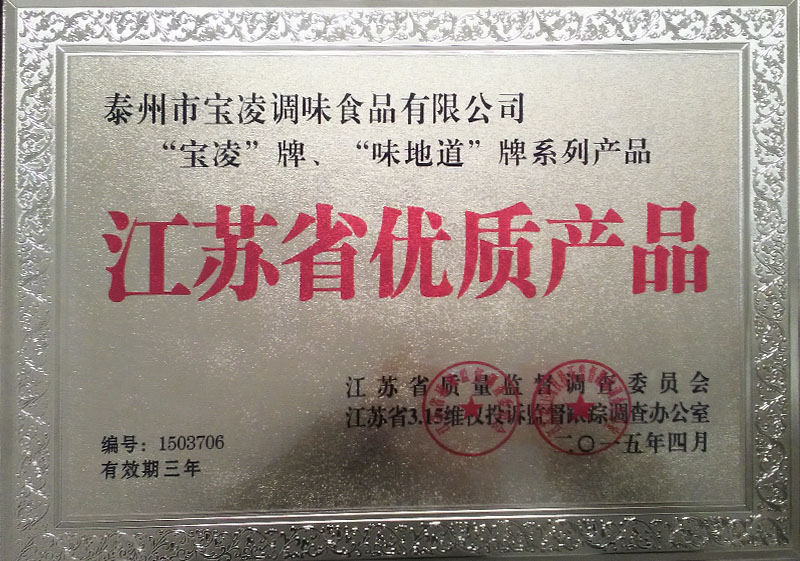 泰州市宝凌调味食品有限公司
“宝凌”牌、“味地道”牌系列产品
江苏省优质产品
江苏省质量监督调查委员会
江苏省3.15维权投诉监督跟踪调查办公室
二〇一五年四月
编号：1503706
有效期三年